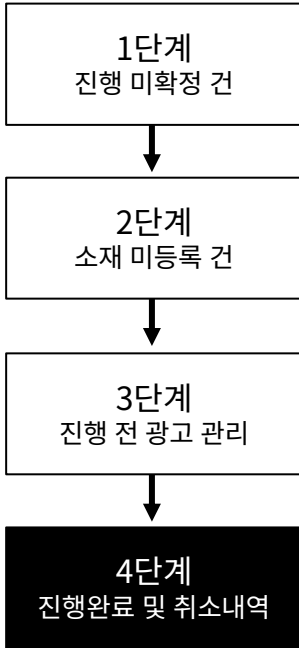 1단계
진행 미확정 건
2단계
소재 미등록 건
3단계
진행 전 광고 관리
4단계
진행완료 및 취소내역